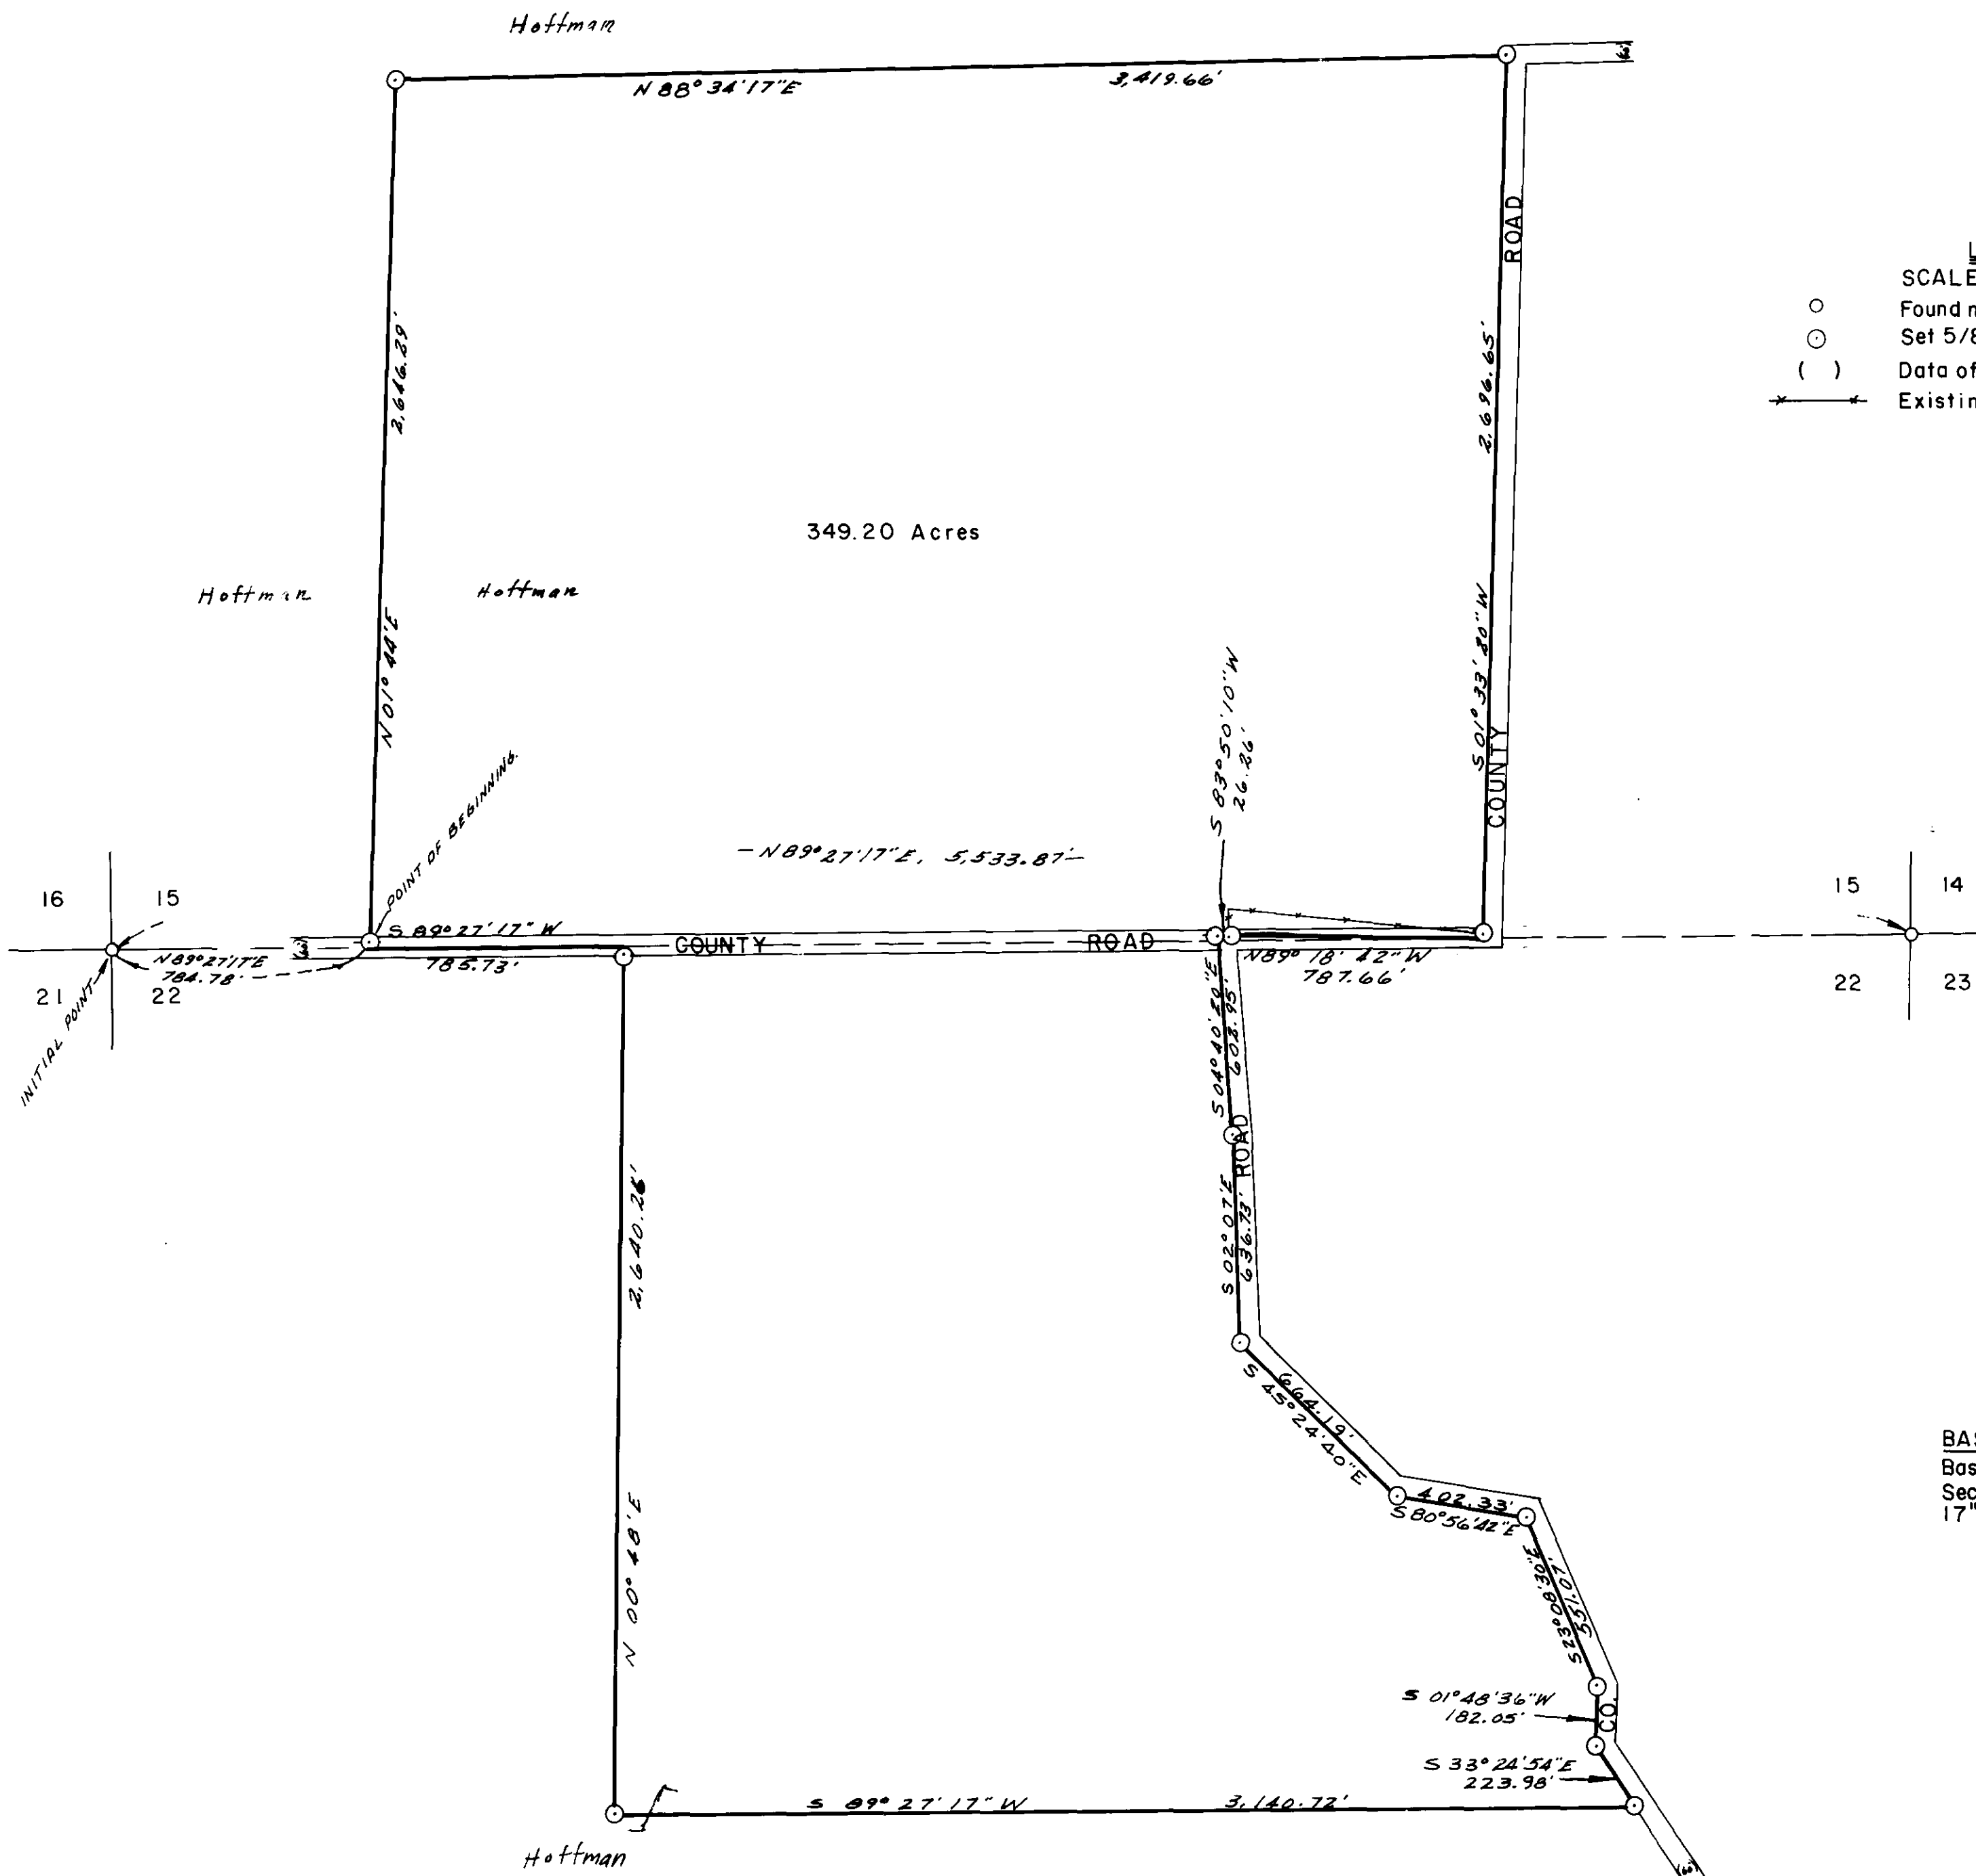 Hoffman
N 88° 34' 17" E
3,419.66'
ROAD
SCALE
Found
Set 5/8
( ) Data of
Existin
2,646.29'
2,696.65'
349.20 Acres
Hoffman
Hoffman
N 01° 44' E
S 01° 33' 20" W
COUNTY
S 83° 50' 10" W
26.26'
POINT OF BEGINNING.
— N 89° 27' 17" E, 5,533.87' —
16
15
15
14
S 89° 27' 17" W
COUNTY
ROAD
N 89° 27' 17" E
784.78'
785.73'
N 89° 18' 42" W
787.66'
21
22
22
23
INITIAL POINT
S 04° 40' 20" E
602.95'
ROAD
2,640.26'
S 02° 07' E
636.73'
664.19'
S 45° 24' 40" E
402.33'
S 80° 56' 42" E
BAS
Bas
Sec
17"
N 00° 48' E
S 23° 08' 30" E
551.07'
S 01° 48' 36" W
182.05'
CO.
S 33° 24' 54" E
223.98'
S 89° 27' 17" W
3,140.72'
Hoffman
(60')